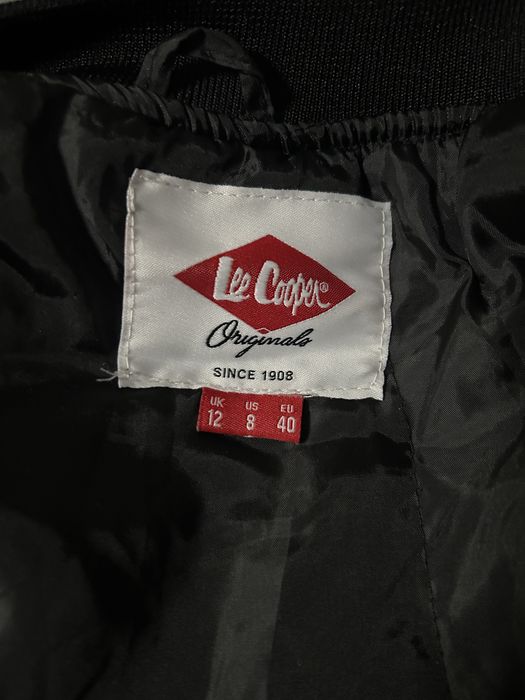 Lee Cooper®
Originals
SINCE 1908
UK US EU
12 8 40